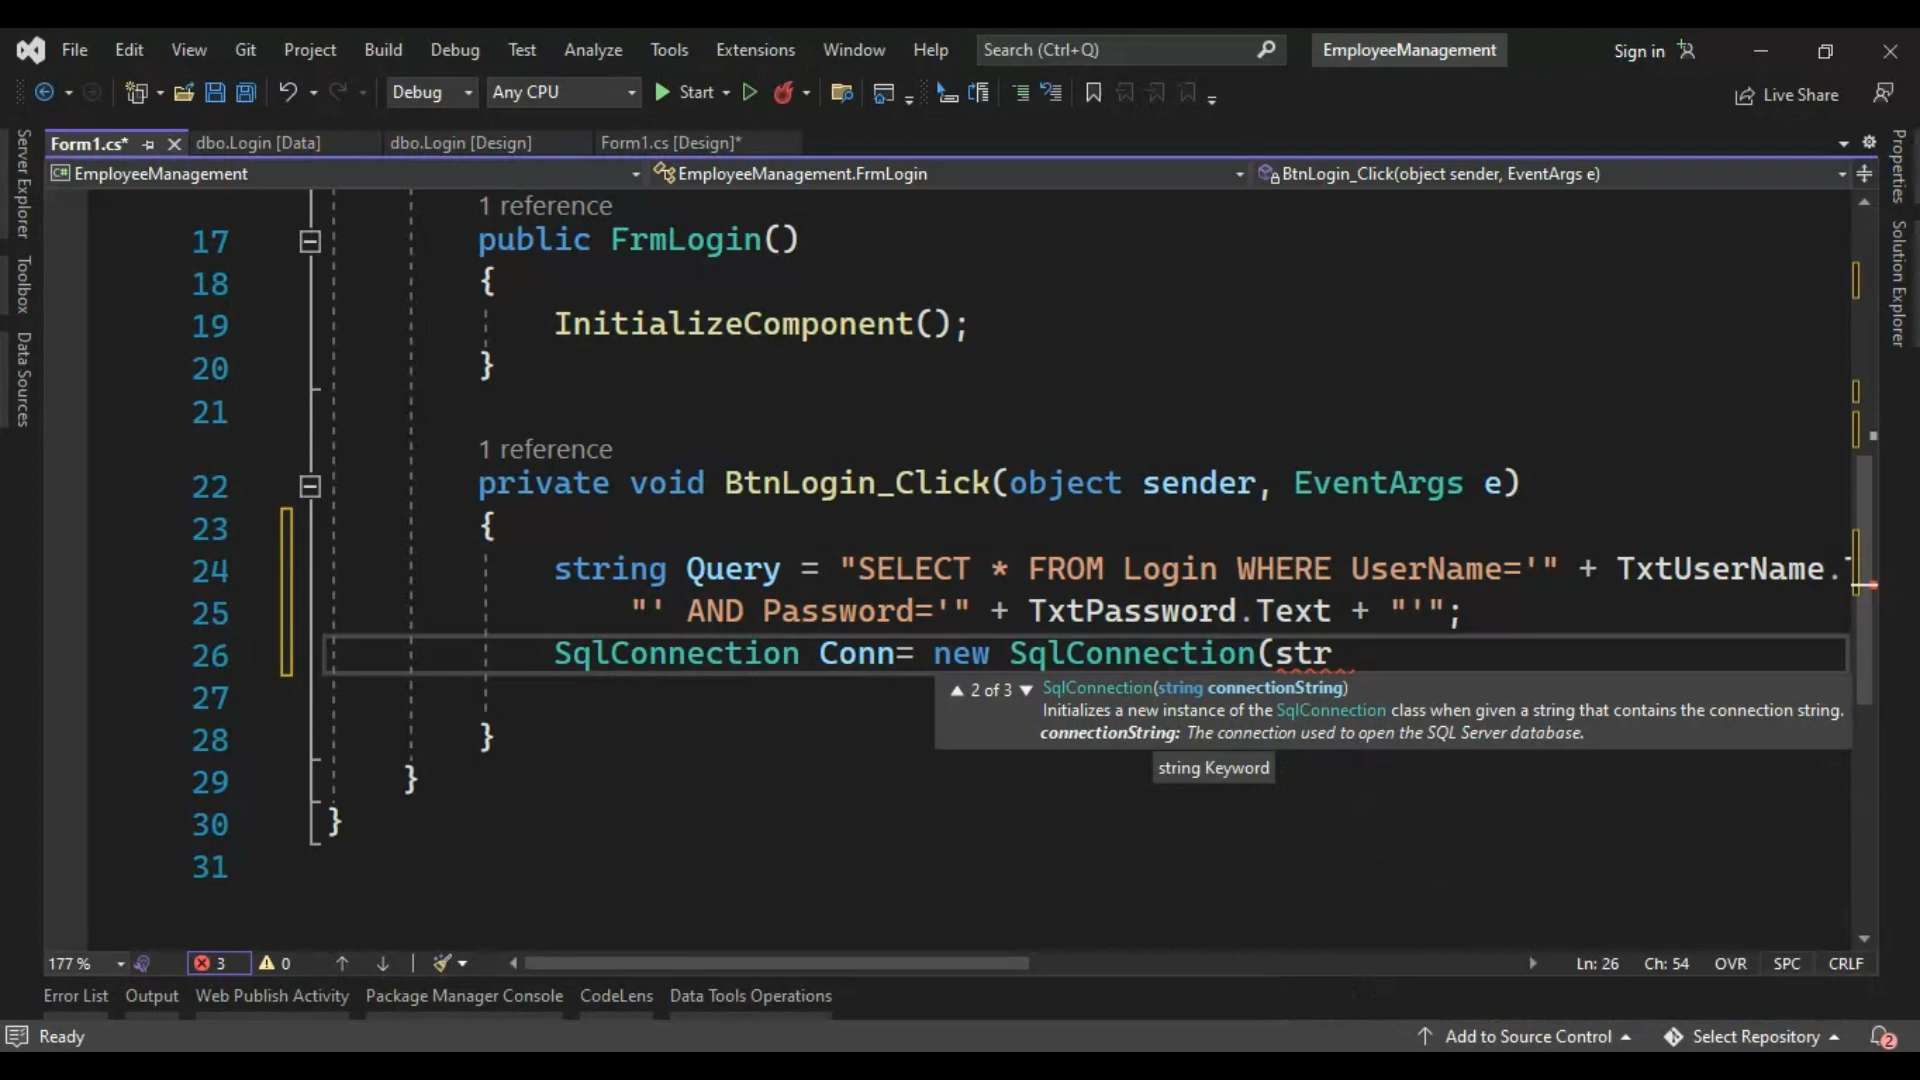 File Edit View Git Project Build Debug Test Analyze Tools Extensions Window Help Search (Ctrl+Q) EmployeeManagement Sign in
Debug Any CPU Start Live Share
Form1.cs* dbo.Login [Data] dbo.Login [Design] Form1.cs [Design]*
EmployeeManagement EmployeeManagement.FrmLogin BtnLogin_Click(object sender, EventArgs e)
Server Explorer
Toolbox
Data Sources
Properties
Solution Explorer
1 reference
17 public FrmLogin()
18 {
19 InitializeComponent();
20 }
21
1 reference
22 private void BtnLogin_Click(object sender, EventArgs e)
23 {
24 string Query = "SELECT * FROM Login WHERE UserName='" + TxtUserName.
25 "' AND Password='" + TxtPassword.Text + "'";
26 SqlConnection Conn= new SqlConnection(str
27
28 }
29 }
30 }
31
▲ 2 of 3 ▼ SqlConnection(string connectionString)
Initializes a new instance of the SqlConnection class when given a string that contains the connection string.
connectionString: The connection used to open the SQL Server database.
string Keyword
177 % 3 0 Ln: 26 Ch: 54 OVR SPC CRLF
Error List Output Web Publish Activity Package Manager Console CodeLens Data Tools Operations
Ready Add to Source Control Select Repository 2